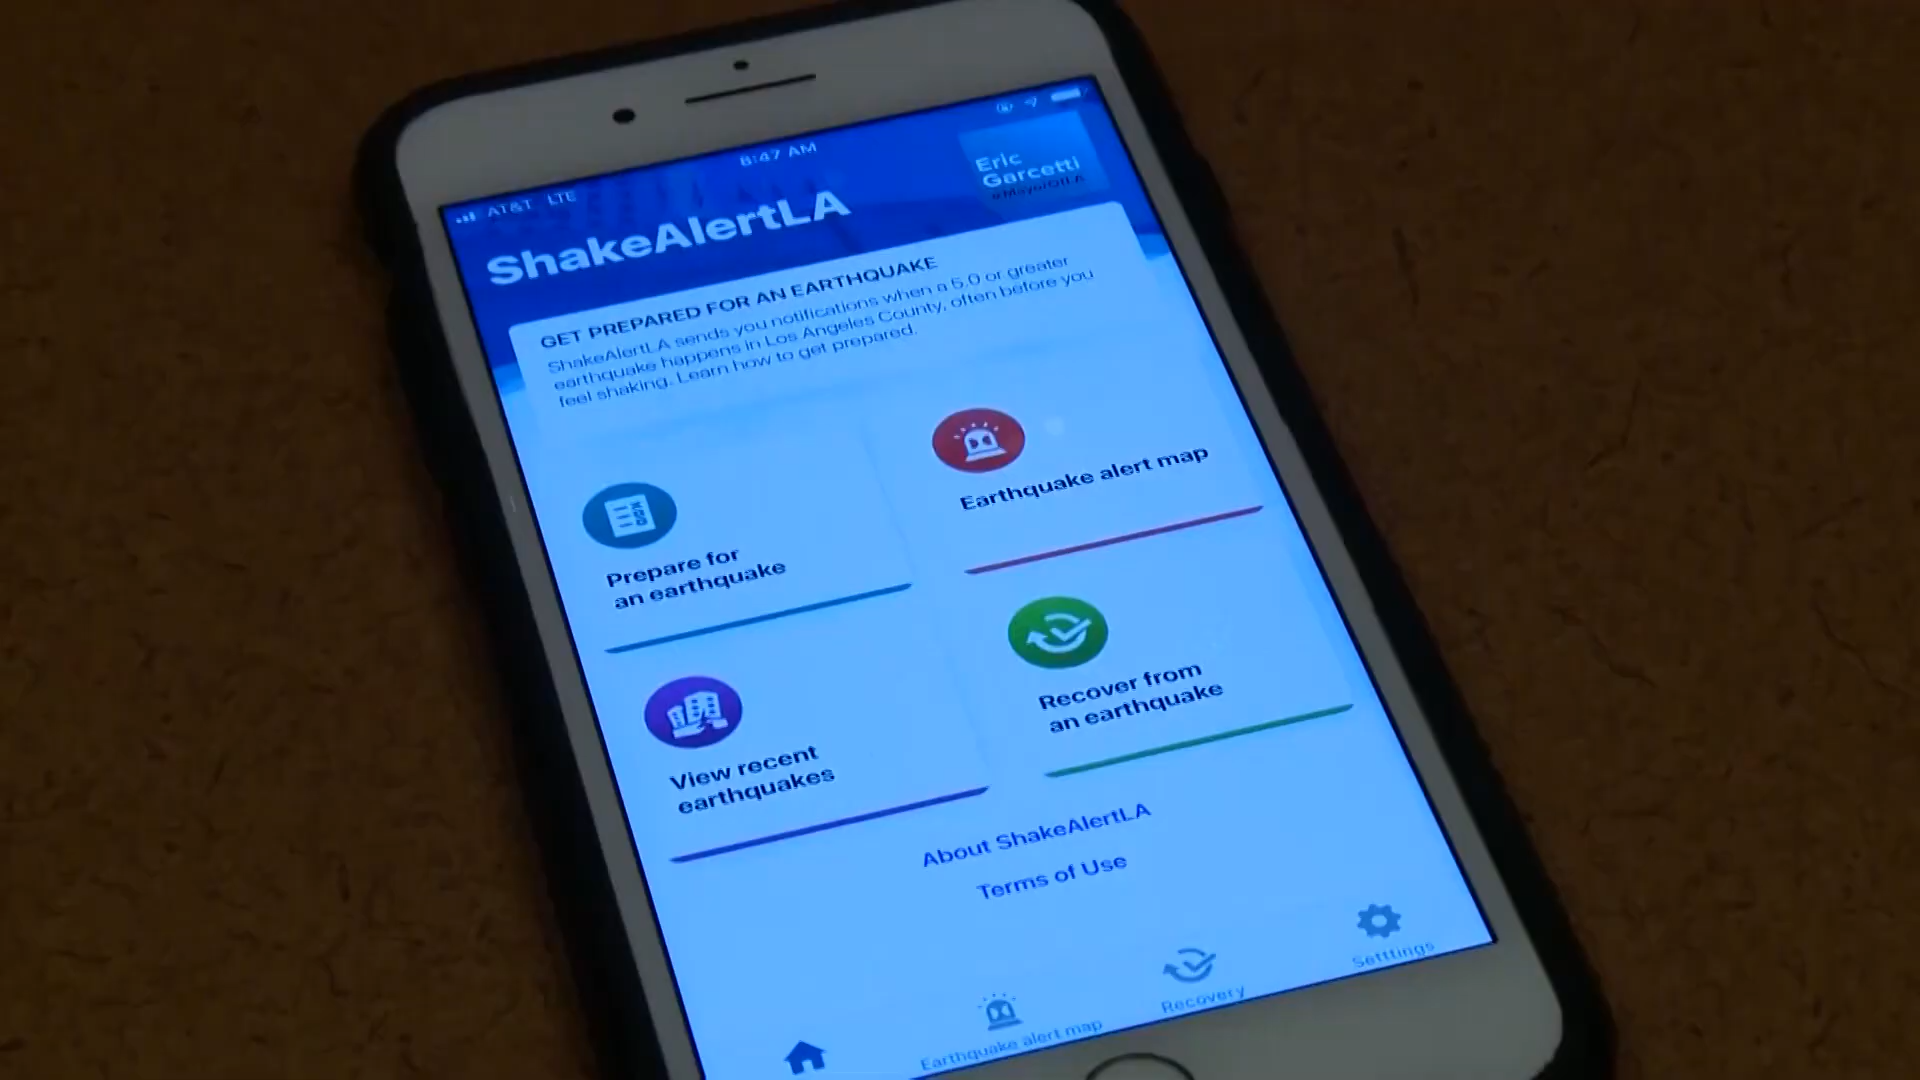 AT&T LTE
8:47 AM
ShakeAlertLA
Eric
Garcetti
@MayorOfLA
GET PREPARED FOR AN EARTHQUAKE
ShakeAlertLA sends you notifications when a 5.0 or greater
earthquake happens in Los Angeles County, often before you
feel shaking. Learn how to get prepared.
Prepare for
an earthquake
Earthquake alert map
View recent
earthquakes
Recover from
an earthquake
About ShakeAlertLA
Terms of Use
Earthquake alert map
Recovery
Setttings